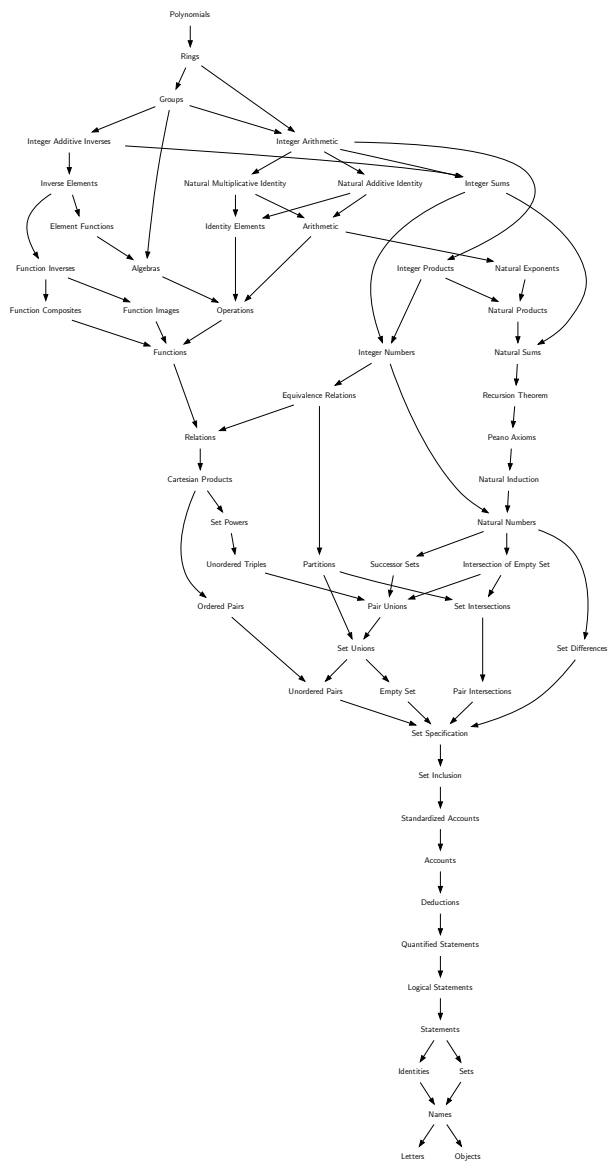 Polynomials
Rings
Groups
Integer Additive Inverses
Integer Arithmetic
Inverse Elements
Natural Multiplicative Identity
Natural Additive Identity
Integer Sums
Element Functions
Identity Elements
Arithmetic
Function Inverses
Algebras
Integer Products
Natural Exponents
Function Composites
Function Images
Operations
Natural Products
Functions
Integer Numbers
Natural Sums
Equivalence Relations
Recursion Theorem
Relations
Peano Axioms
Cartesian Products
Natural Induction
Set Powers
Natural Numbers
Unordered Triples
Partitions
Successor Sets
Intersection of Empty Set
Ordered Pairs
Pair Unions
Set Intersections
Set Unions
Set Differences
Unordered Pairs
Empty Set
Pair Intersections
Set Specification
Set Inclusion
Standardized Accounts
Accounts
Deductions
Quantified Statements
Logical Statements
Statements
Identities
Sets
Names
Letters
Objects